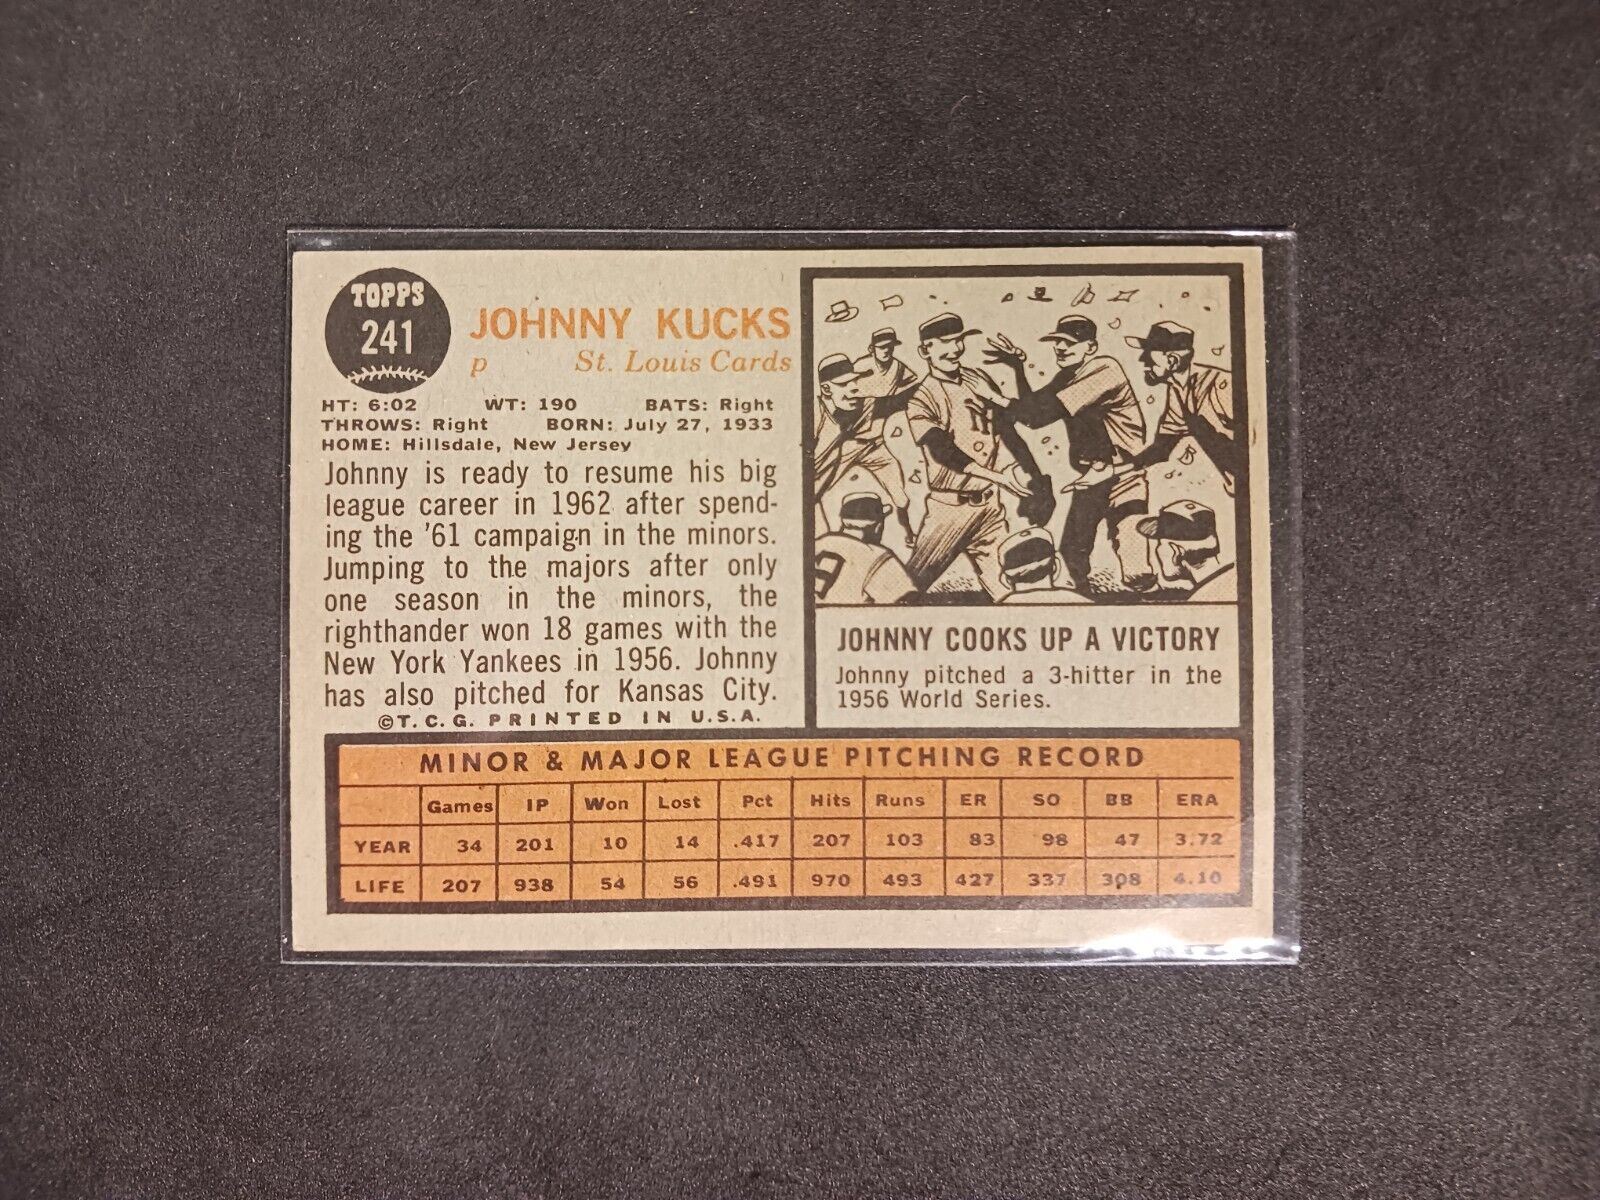 TOPPS
241
JOHNNY KUCKS
p St. Louis Cards
HT: 6:02 WT: 190 BATS: Right
THROWS: Right BORN: July 27, 1933
HOME: Hillsdale, New Jersey
Johnny is ready to resume his big
league career in 1962 after spend-
ing the '61 campaign in the minors.
Jumping to the majors after only
one season in the minors, the
righthander won 18 games with the
New York Yankees in 1956. Johnny
has also pitched for Kansas City.
©T.C.G. PRINTED IN U.S.A.
NY
B
9
JOHNNY COOKS UP A VICTORY
Johnny pitched a 3-hitter in the
1956 World Series.
MINOR & MAJOR LEAGUE PITCHING RECORD
Games IP Won Lost Pct Hits Runs ER SO BB ERA
YEAR 34 201 10 14 .417 207 103 83 98 47 3.72
LIFE 207 938 54 56 .491 970 493 427 337 308 4.10